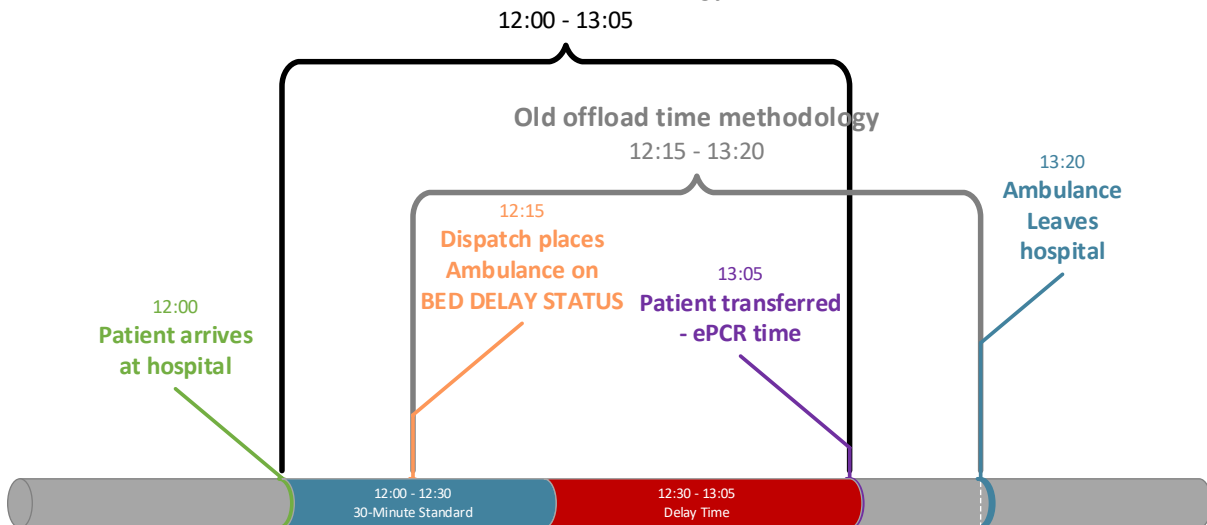 12:00 - 13:05
Old offload time methodology
12:15 - 13:20
13:20
Ambulance
Leaves
hospital
12:15
Dispatch places
Ambulance on
BED DELAY STATUS
13:05
Patient transferred
- ePCR time
12:00
Patient arrives
at hospital
12:00 - 12:30
30-Minute Standard
12:30 - 13:05
Delay Time